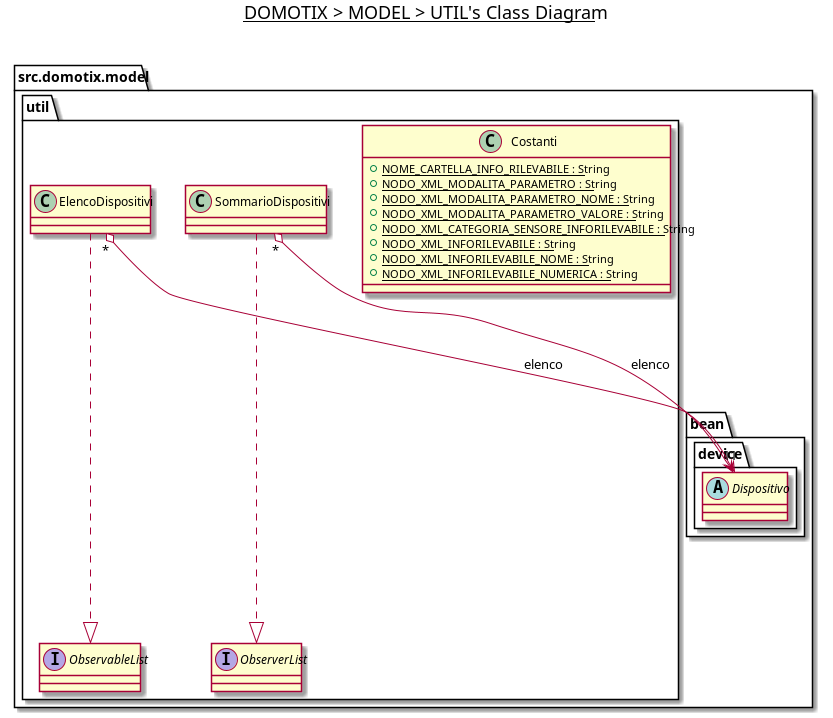 DOMOTIX > MODEL > UTIL's Class Diagram
src.domotix.model
util
C Costanti
NOME_CARTELLA_INFO_RILEVABILE : String
NODO_XML_MODALITA_PARAMETRO : String
NODO_XML_MODALITA_PARAMETRO_NOME : String
NODO_XML_MODALITA_PARAMETRO_VALORE : String
NODO_XML_CATEGORIA_SENSORE_INFORILEVABILE : String
NODO_XML_INFORILEVABILE : String
NODO_XML_INFORILEVABILE_NOME : String
NODO_XML_INFORILEVABILE_NUMERICA : String
C ElencoDispositivi
C SommarioDispositivi
*
*
elenco
elenco
bean
device
A Dispositivo
I ObservableList
I ObserverList